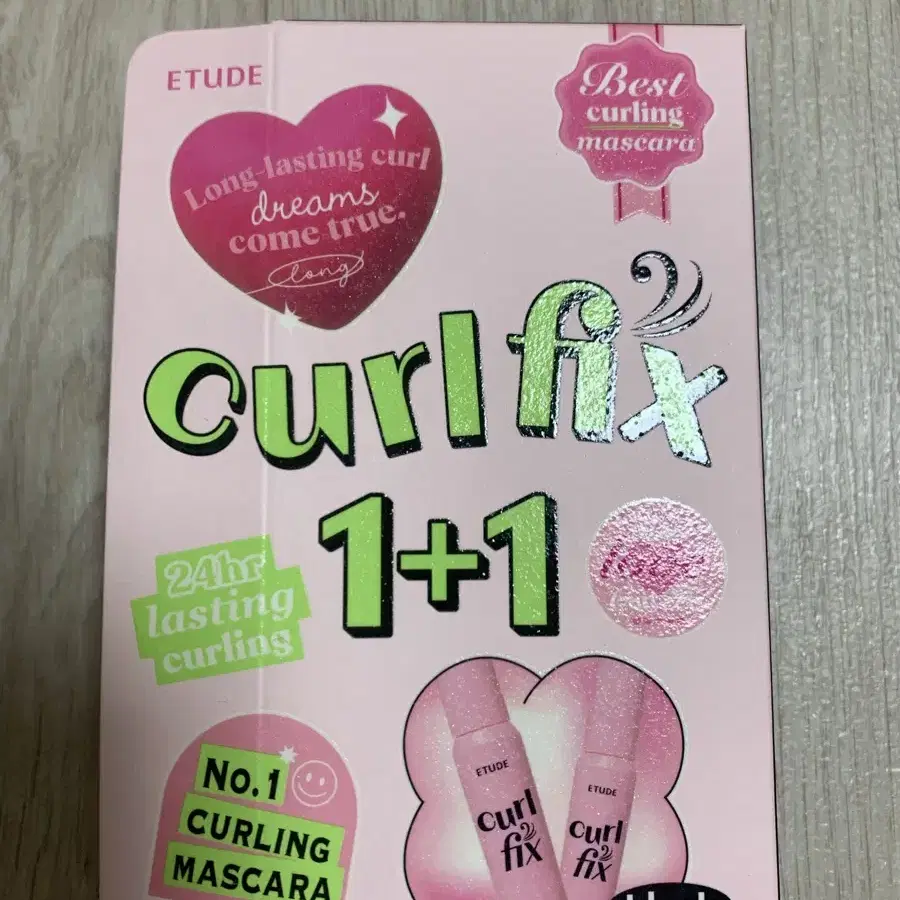 ETUDE
Long-lasting curl
dreams
come true.
long
Best
curling
mascara
curl fix
1+1
24hr
lasting
curling
No.1
CURLING
MASCARA
ETUDE
curl
fix
ETUDE
curl
fix